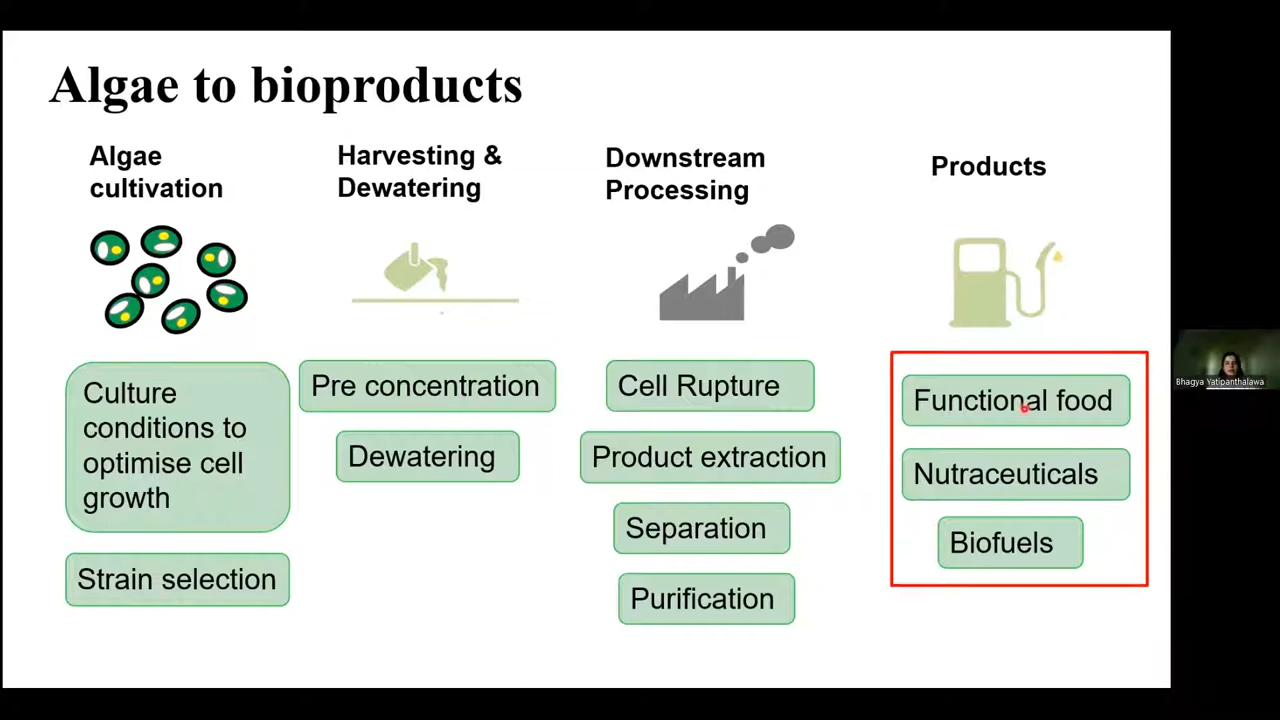 Algae to bioproducts
Algae
cultivation
Culture
conditions to
optimise cell
growth
Strain selection
Harvesting &
Dewatering
Pre concentration
Dewatering
Downstream
Processing
Cell Rupture
Product extraction
Separation
Purification
Products
Functional food
Nutraceuticals
Biofuels
Bhagya Yatipanthalawa